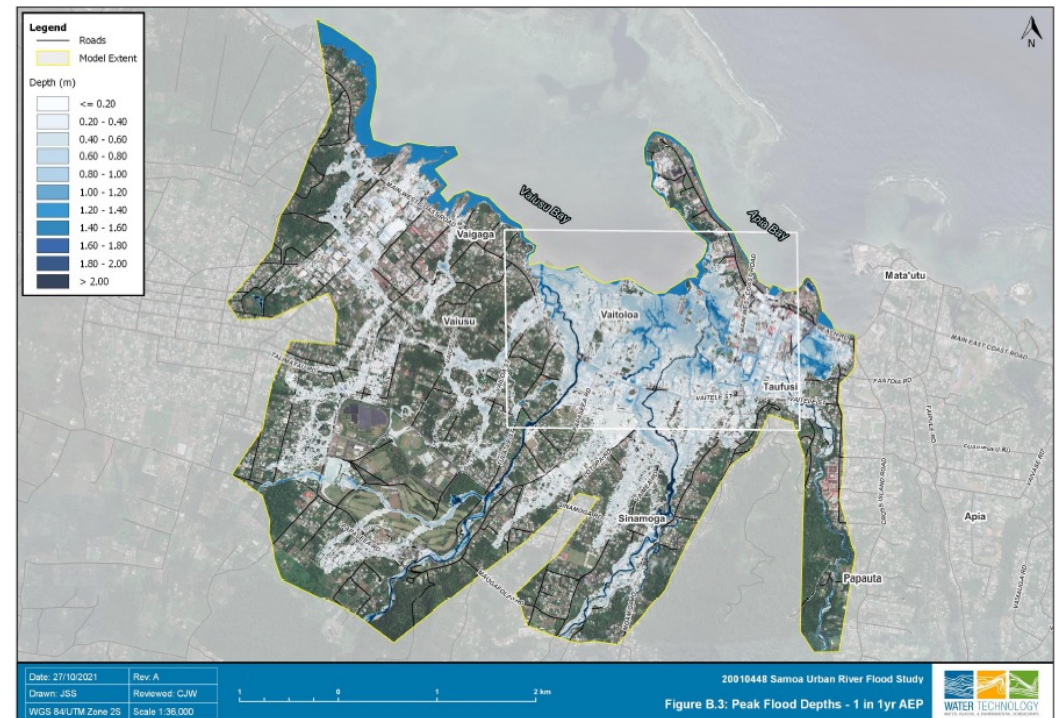 Legend
Roads
Model Extent
Depth (m)
<= 0.20
0.20 - 0.40
0.40 - 0.60
0.60 - 0.80
0.80 - 1.00
1.00 - 1.20
1.20 - 1.40
1.40 - 1.60
1.60 - 1.80
1.80 - 2.00
> 2.00
N
Vaiusu Bay
Apia Bay
Vaigaga
Mata'utu
Vaitoloa
Vaiusu
MAIN EAST COAST ROAD
Taufusi
FAATOIA RD
VAITELE ST
Sinamoga
Apia
Papauta
Date: 27/10/2021
Rev: A
Drawn: JSS
Reviewed: CJW
WGS 84/UTM Zone 2S
Scale 1:36,000
1 0 1 2 km
20010448 Samoa Urban River Flood Study
Figure B.3: Peak Flood Depths - 1 in 1yr AEP
WATER TECHNOLOGY